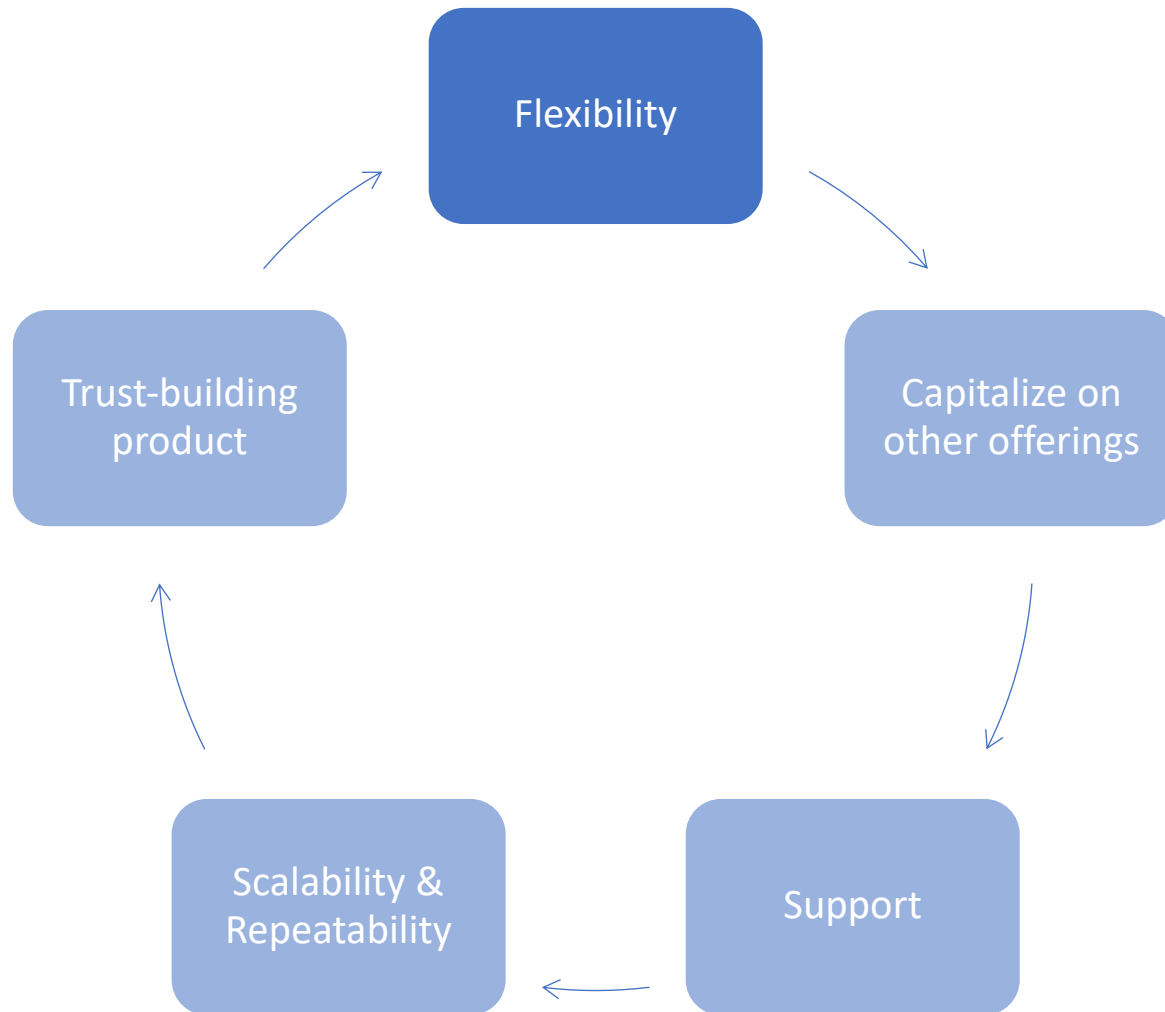 Flexibility
Capitalize on
other offerings
Support
Scalability &
Repeatability
Trust-building
product